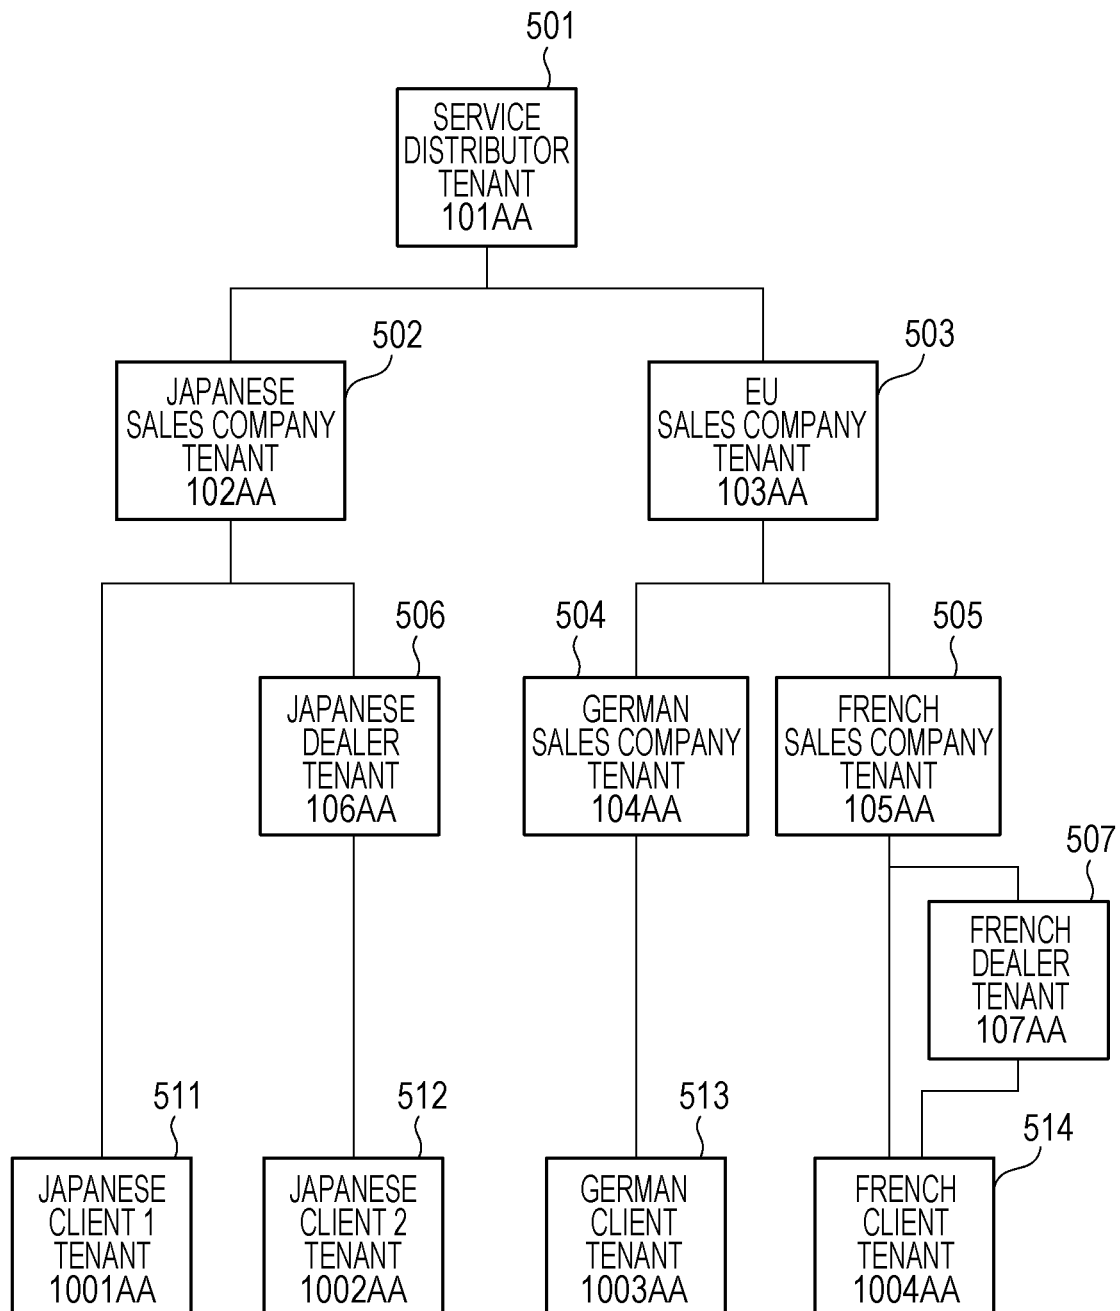 501
SERVICE
DISTRIBUTOR
TENANT
101AA
502
JAPANESE
SALES COMPANY
TENANT
102AA
503
EU
SALES COMPANY
TENANT
103AA
506
JAPANESE
DEALER
TENANT
106AA
504
GERMAN
SALES COMPANY
TENANT
104AA
505
FRENCH
SALES COMPANY
TENANT
105AA
507
FRENCH
DEALER
TENANT
107AA
511
JAPANESE
CLIENT 1
TENANT
1001AA
512
JAPANESE
CLIENT 2
TENANT
1002AA
513
GERMAN
CLIENT
TENANT
1003AA
514
FRENCH
CLIENT
TENANT
1004AA